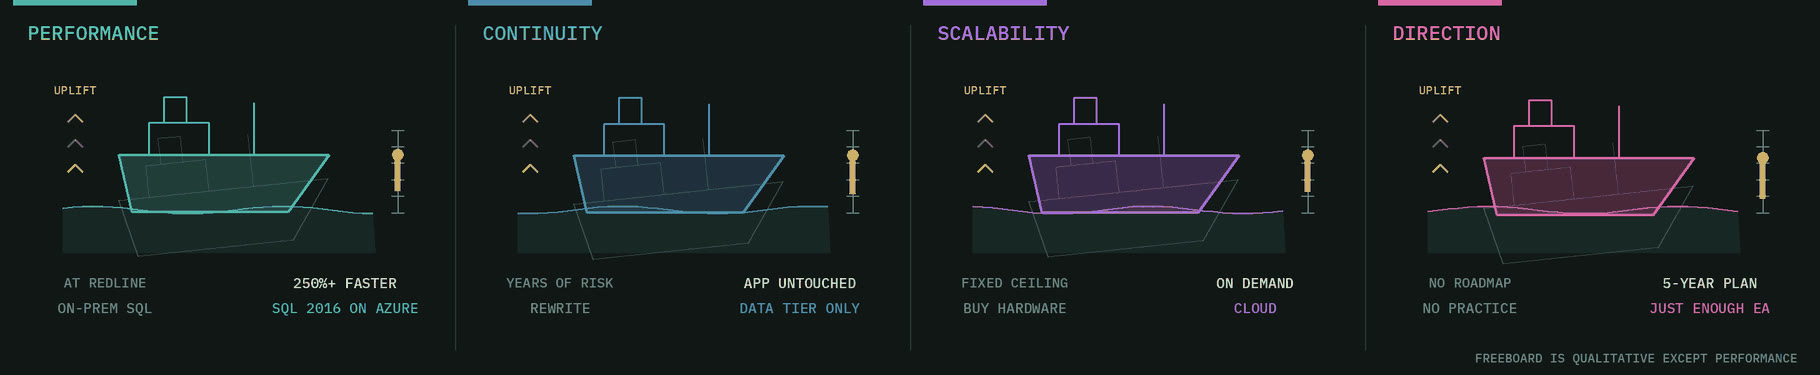 PERFORMANCE
UPLIFT
AT REDLINE
250%+ FASTER
ON-PREM SQL
SQL 2016 ON AZURE
CONTINUITY
UPLIFT
YEARS OF RISK
APP UNTOUCHED
REWRITE
DATA TIER ONLY
SCALABILITY
UPLIFT
FIXED CEILING
ON DEMAND
BUY HARDWARE
CLOUD
DIRECTION
UPLIFT
NO ROADMAP
5-YEAR PLAN
NO PRACTICE
JUST ENOUGH EA
FREEBOARD IS QUALITATIVE EXCEPT PERFORMANCE